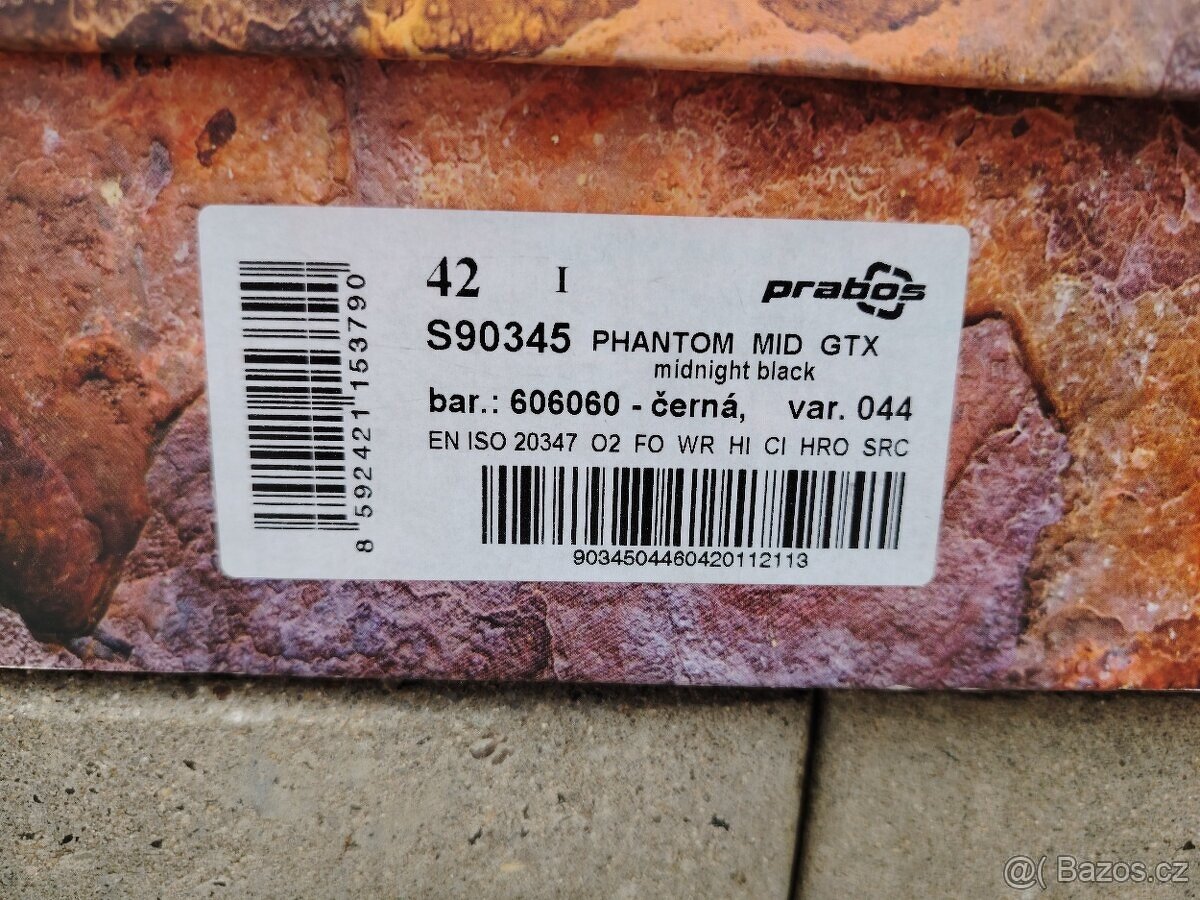 42 I
prabos
S90345 PHANTOM MID GTX
midnight black
bar.: 606060 - černá, var. 044
EN ISO 20347 O2 FO WR HI CI HRO SRC
9034504460420112113
8 592421 153790
@( Bazos.cz